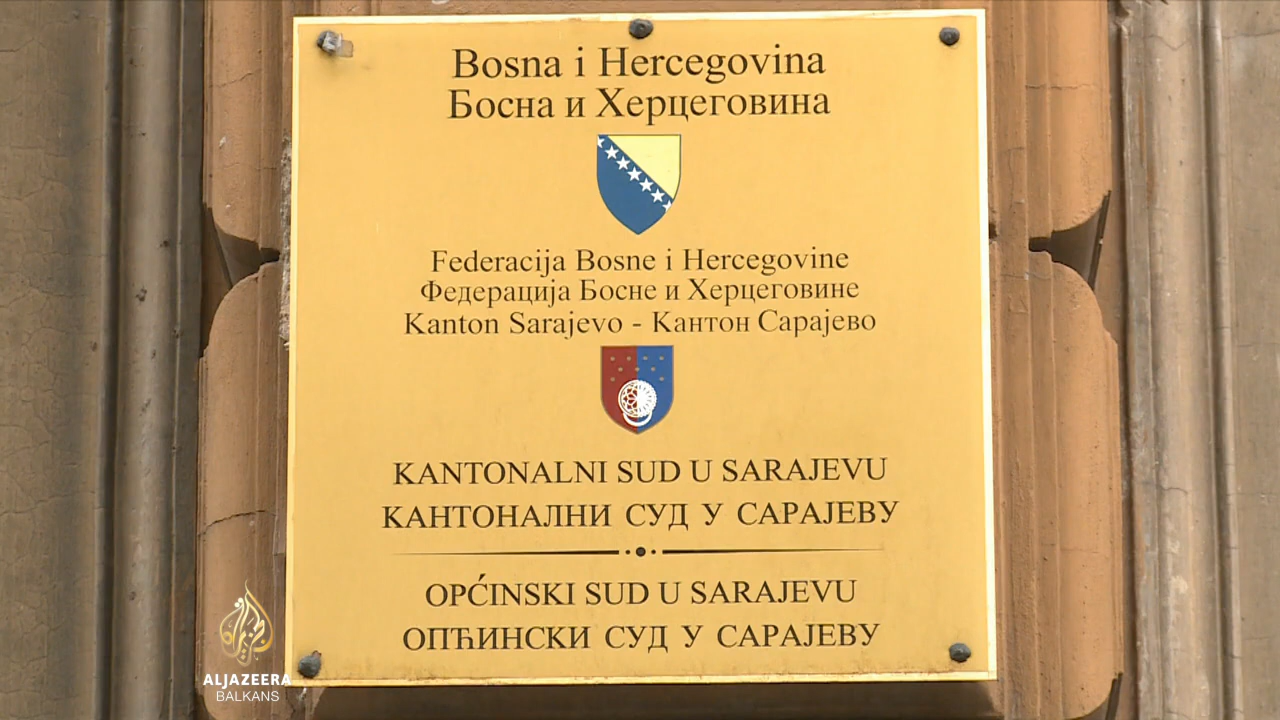 Bosna i Hercegovina
Босна и Херцеговина
Federacija Bosne i Hercegovine
Федерација Босне и Херцеговине
Kanton Sarajevo - Кантон Сарајево
KANTONALNI SUD U SARAJEVU
КАНТОНАЛНИ СУД У САРАЈЕВУ
OPĆINSKI SUD U SARAJEVU
ОПЋИНСКИ СУД У САРАЈЕВУ
ALJAZEERA
BALKANS